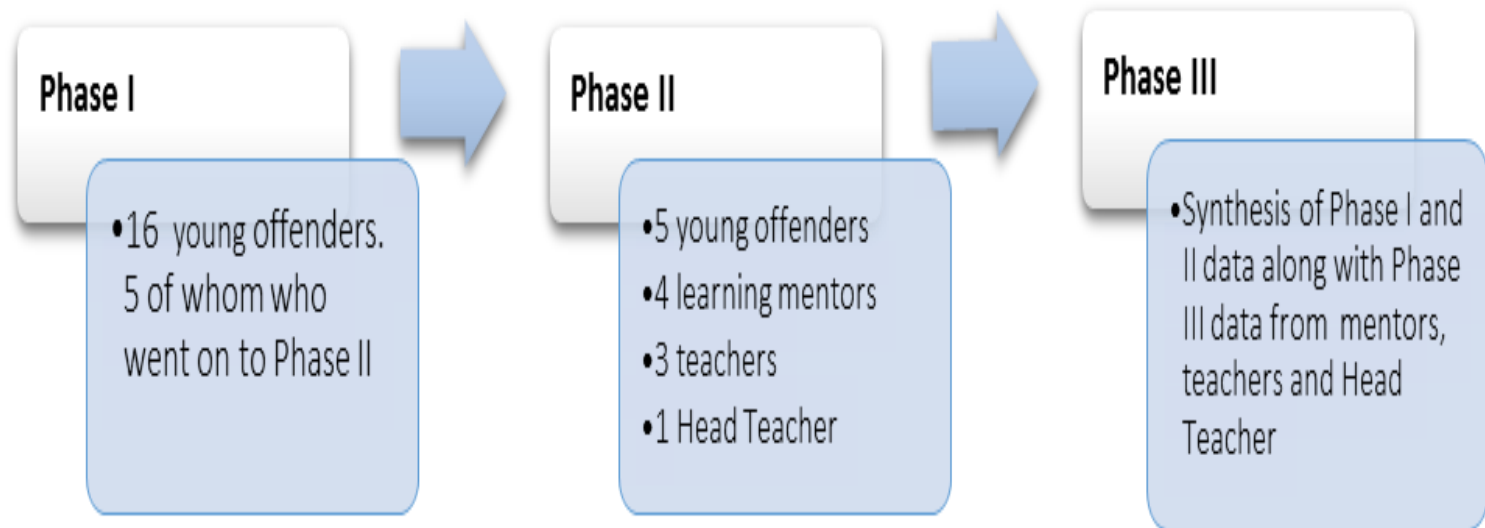 Phase I
•16 young offenders.
5 of whom who
went on to Phase II
Phase II
•5 young offenders
•4 learning mentors
•3 teachers
•1 Head Teacher
Phase III
•Synthesis of Phase I and
II data along with Phase
III data from mentors,
teachers and Head
Teacher